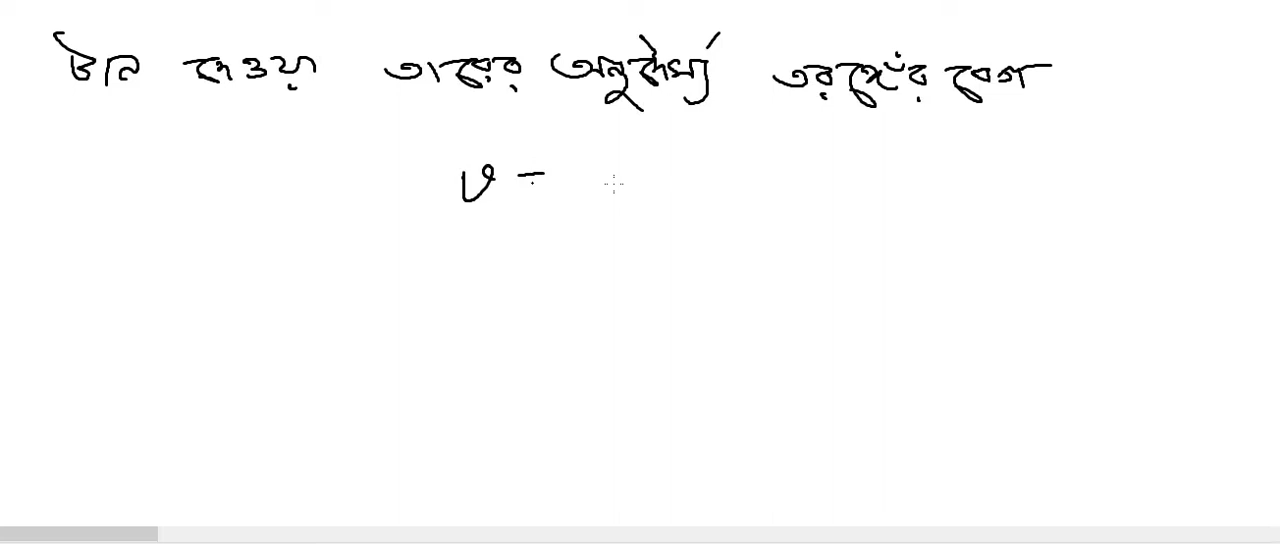 টান দেওয়া তারের অনুদৈর্ঘ্য তরঙ্গের বেগ
v =